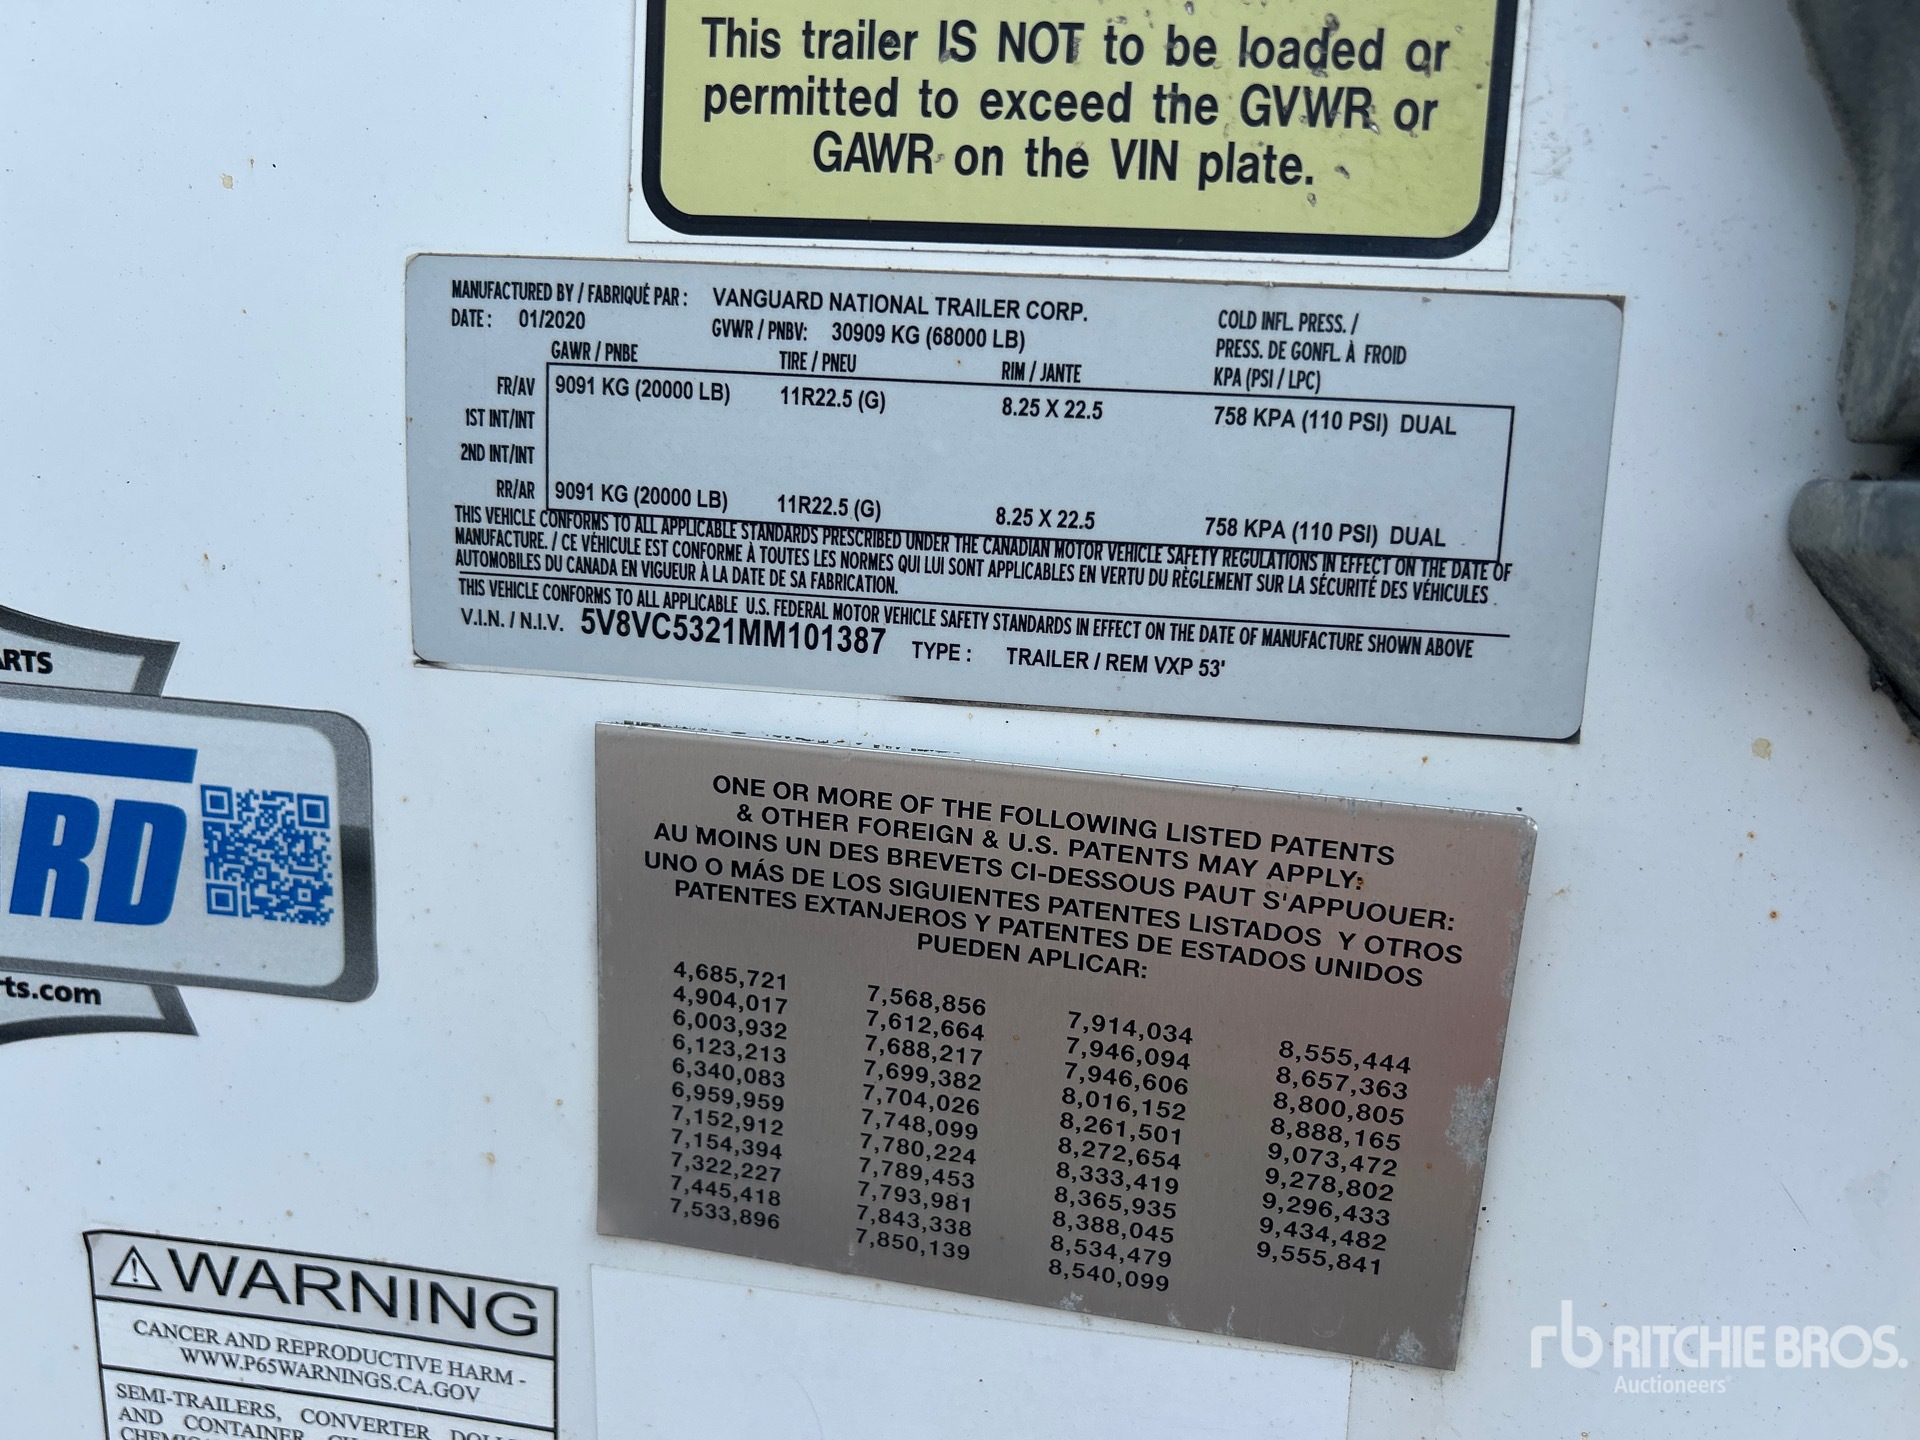 This trailer IS NOT to be loaded or
permitted to exceed the GVWR or
GAWR on the VIN plate.
MANUFACTURED BY / FABRIQUÉ PAR : VANGUARD NATIONAL TRAILER CORP.
DATE : 01/2020 GVWR / PNBV: 30909 KG (68000 LB)
COLD INFL. PRESS. /
PRESS. DE GONFL. À FROID
KPA (PSI / LPC)
GAWR / PNBE TIRE / PNEU RIM / JANTE
FR/AV 9091 KG (20000 LB) 11R22.5 (G) 8.25 X 22.5 758 KPA (110 PSI) DUAL
1ST INT/INT
2ND INT/INT
RR/AR 9091 KG (20000 LB) 11R22.5 (G) 8.25 X 22.5 758 KPA (110 PSI) DUAL
THIS VEHICLE CONFORMS TO ALL APPLICABLE STANDARDS PRESCRIBED UNDER THE CANADIAN MOTOR VEHICLE SAFETY REGULATIONS IN EFFECT ON THE DATE OF
MANUFACTURE. / CE VÉHICULE EST CONFORME À TOUTES LES NORMES QUI LUI SONT APPLICABLES EN VERTU DU RÈGLEMENT SUR LA SÉCURITÉ DES VÉHICULES
AUTOMOBILES DU CANADA EN VIGUEUR À LA DATE DE SA FABRICATION.
THIS VEHICLE CONFORMS TO ALL APPLICABLE U.S. FEDERAL MOTOR VEHICLE SAFETY STANDARDS IN EFFECT ON THE DATE OF MANUFACTURE SHOWN ABOVE
V.I.N. / N.I.V. 5V8VC5321MM101387 TYPE : TRAILER / REM VXP 53'
ARTS
ARD
ts.com
ONE OR MORE OF THE FOLLOWING LISTED PATENTS
& OTHER FOREIGN & U.S. PATENTS MAY APPLY:
AU MOINS UN DES BREVETS CI-DESSOUS PAUT S'APPUOUER:
UNO O MÁS DE LOS SIGUIENTES PATENTES LISTADOS Y OTROS
PATENTES EXTANJEROS Y PATENTES DE ESTADOS UNIDOS
PUEDEN APLICAR:
4,685,721
4,904,017
6,003,932
6,123,213
6,340,083
6,959,959
7,152,912
7,154,394
7,322,227
7,445,418
7,533,896
7,568,856
7,612,664
7,688,217
7,699,382
7,704,026
7,748,099
7,780,224
7,789,453
7,793,981
7,843,338
7,850,139
7,914,034
7,946,094
7,946,606
8,016,152
8,261,501
8,272,654
8,333,419
8,365,935
8,388,045
8,534,479
8,540,099
8,555,444
8,657,363
8,800,805
8,888,165
9,073,472
9,278,802
9,296,433
9,434,482
9,555,841
WARNING
CANCER AND REPRODUCTIVE HARM -
WWW.P65WARNINGS.CA.GOV
SEMI-TRAILERS, CONVERTER
AND CONTAINER
rb RITCHIE BROS.
Auctioneers